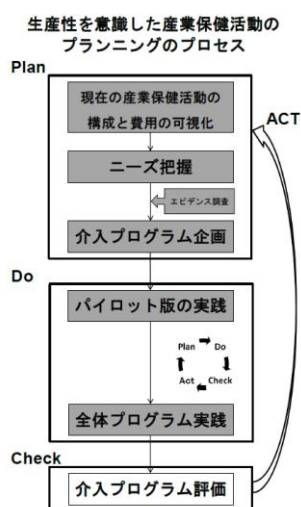 生産性を意識した産業保健活動の
プランニングのプロセス
Plan
現在の産業保健活動の
構成と費用の可視化
ACT
ニーズ把握
エビデンス調査
介入プログラム企画
Do
パイロット版の実践
Plan Do
Act Check
全体プログラム実践
Check
介入プログラム評価